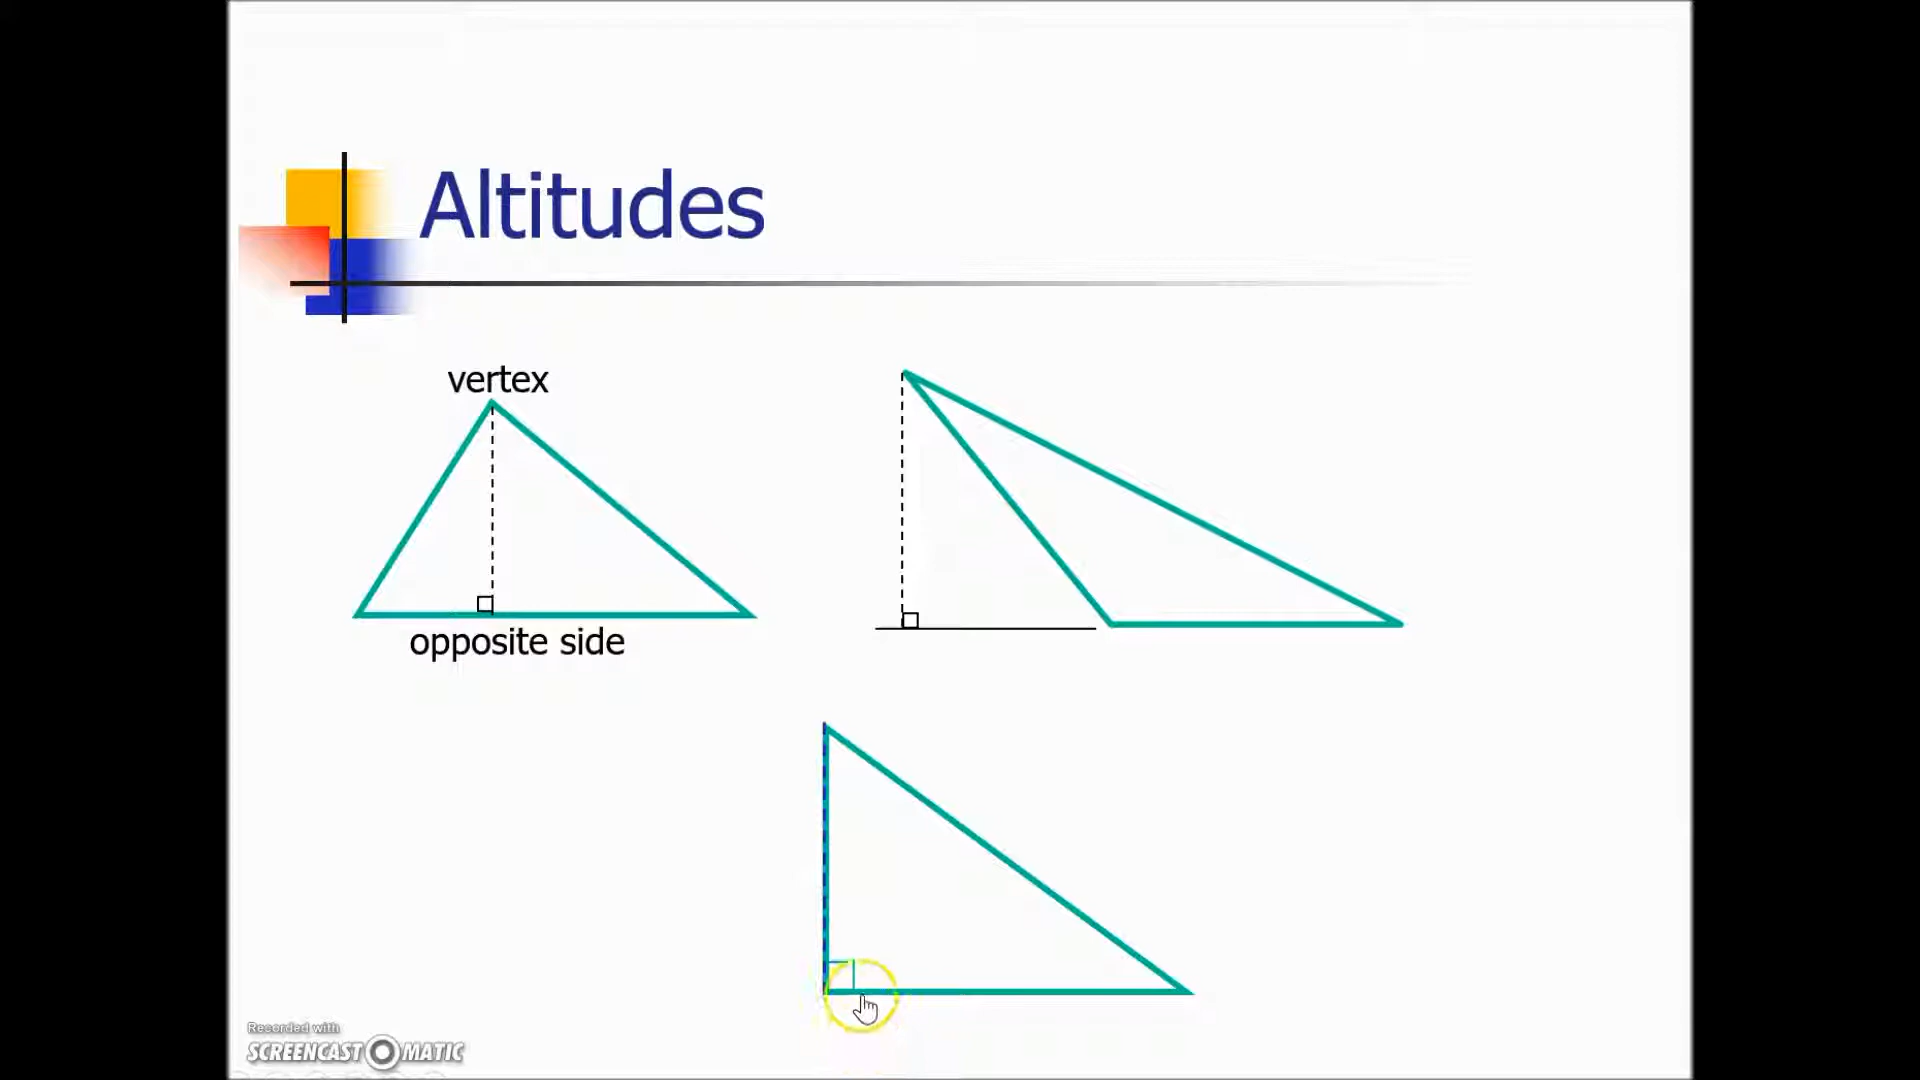 Altitudes
vertex
opposite side
Recorded with
SCREENCAST MATIC